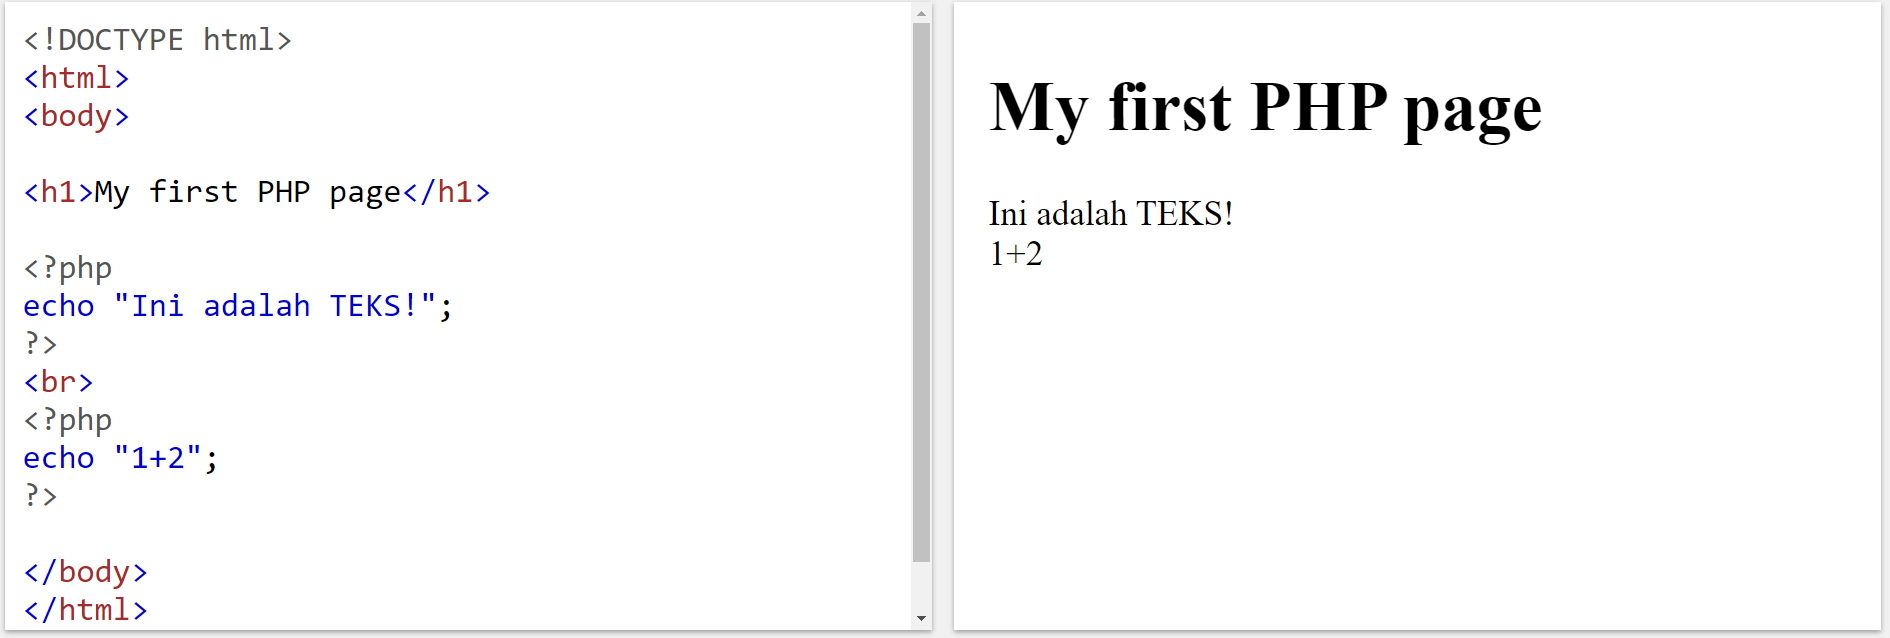 <!DOCTYPE html>
<html>
<body>
<h1>My first PHP page</h1>
<?php
echo "Ini adalah TEKS!";
?>
<br>
<?php
echo "1+2";
?>
</body>
</html>
My first PHP page
Ini adalah TEKS!
1+2